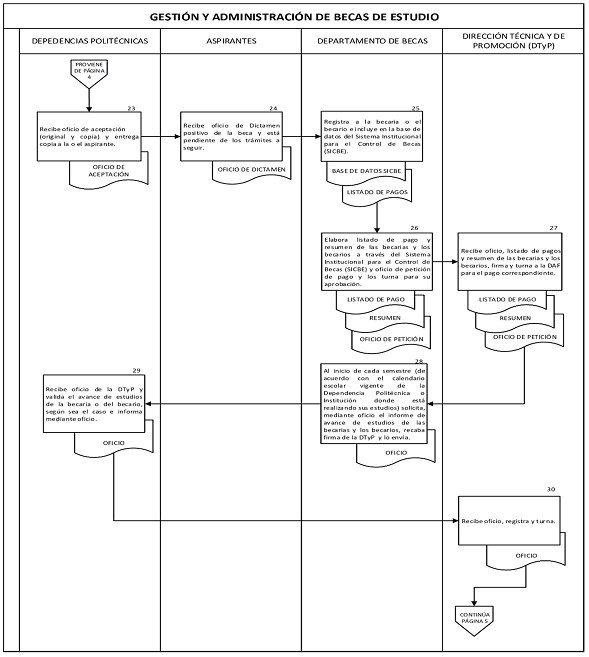 GESTIÓN Y ADMINISTRACIÓN DE BECAS DE ESTUDIO
DEPEDENCIAS POLITÉCNICAS
ASPIRANTES
DEPARTAMENTO DE BECAS
DIRECCIÓN TÉCNICA Y DE
PROMOCIÓN (DTyP)
PROVIENE
DE PÁGINA
4
23
Recibe oficio de aceptación
(original y copia) y entrega
copia a la o el aspirante.
OFICIO DE
ACEPTACIÓN
24
Recibe oficio de Dictamen
positivo de la beca y está
pendiente de los trámites a
seguir.
OFICIO DE DICTAMEN
25
Registra a la becaria o el
becario e incluye en la base de
datos del Sistema Institucional
para el Control de Becas
(SICBE).
BASE DE DATOS SICBE
LISTADO DE PAGOS
26
Elabora listado de pago y
resumen de las becarias y los
becarios a través del Sistema
Institucional para el Control de
Becas (SICBE) y oficio de petición
de pago y los turna para su
aprobación.
LISTADO DE PAGO
RESUMEN
OFICIO DE PETICIÓN
27
Recibe oficio, listado de pagos
y resumen de las becarias y los
becarios, firma y turna a la DAF
para el pago correspondiente.
LISTADO DE PAGO
RESUMEN
OFICIO DE PETICIÓN
28
Al inicio de cada semestre (de
acuerdo con el calendario
escolar vigente de la
Dependencia Politécnica o
Institución donde está
realizando sus estudios) solicita,
mediante oficio el informe de
avance de estudios de las
becarias y los becarios, recaba
firma de la DTyP y lo envía.
OFICIO
29
Recibe oficio de la DTyP y
valida el avance de estudios
de la becaria o del becario,
según sea el caso e informa
mediante oficio.
OFICIO
30
Recibe oficio, registra y turna.
OFICIO
CONTINÚA
PÁGINA 5